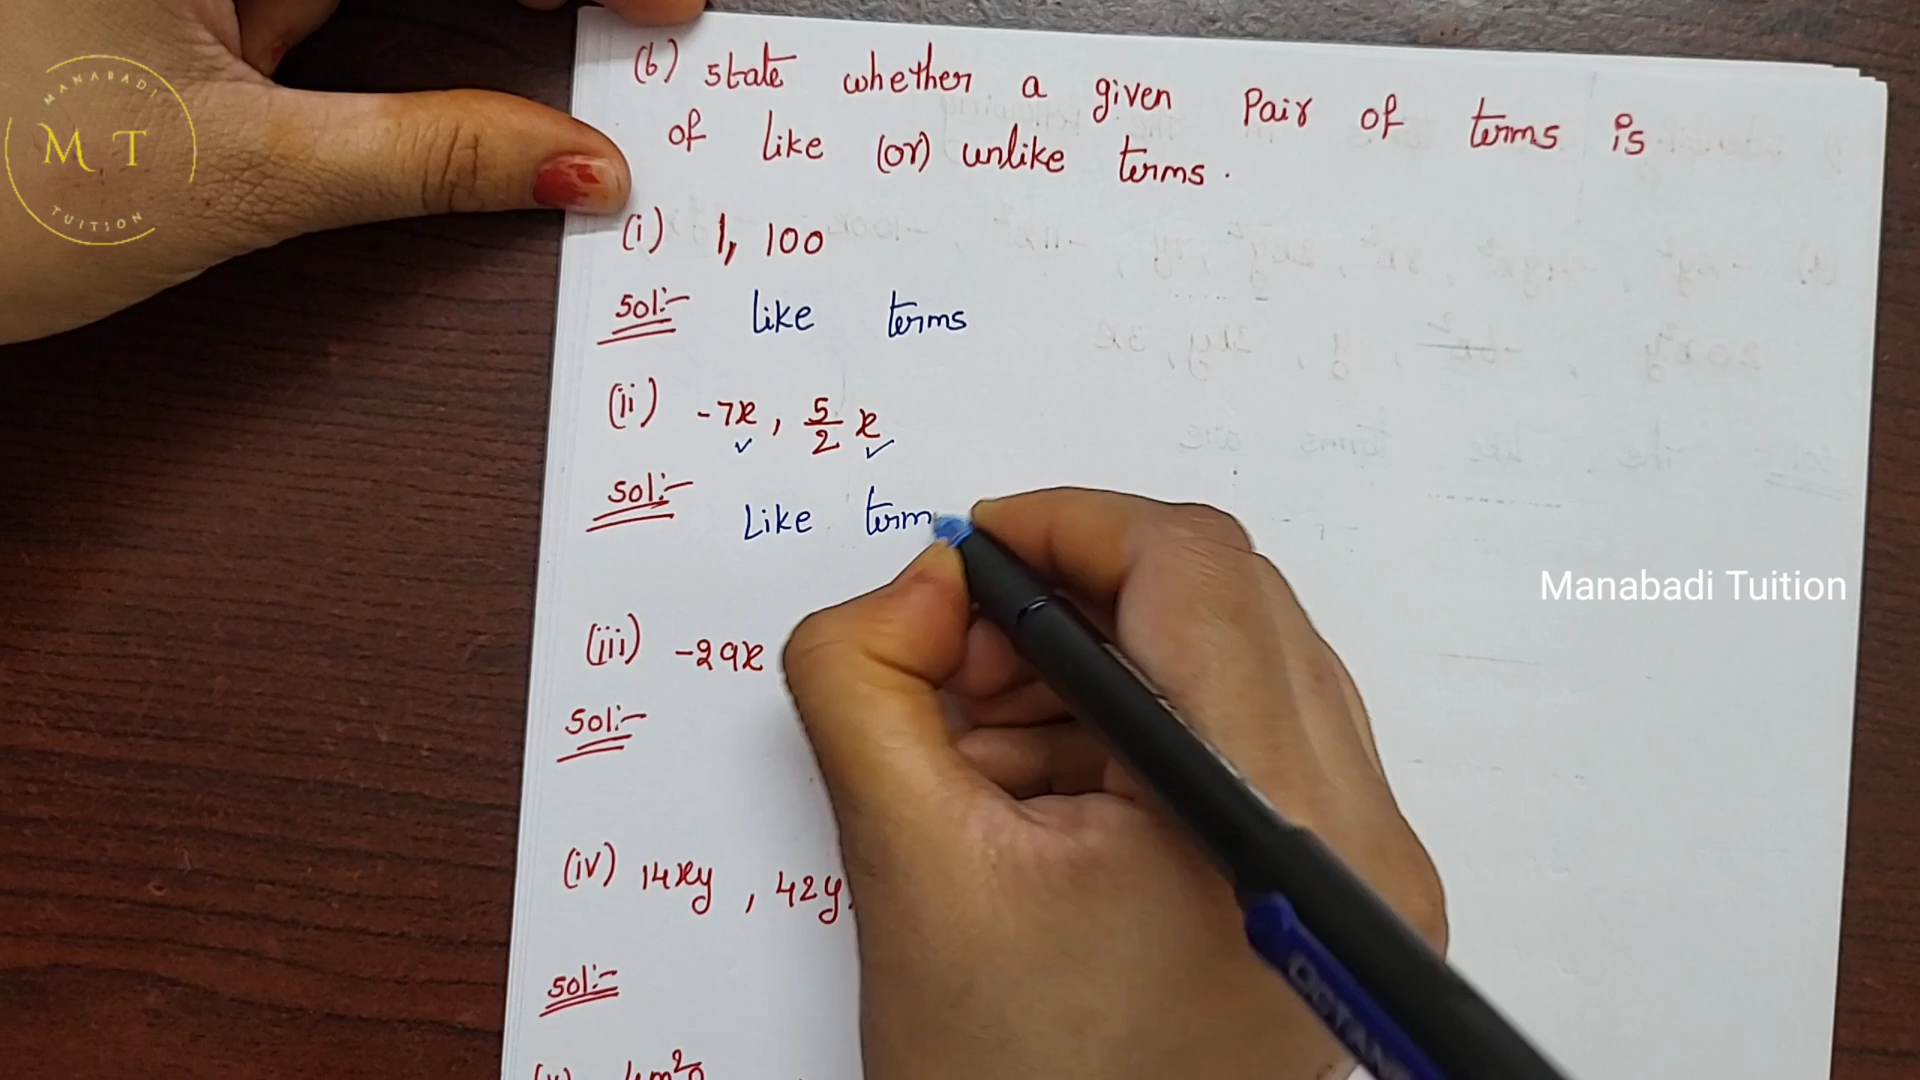 MANABADI
MT
TUITION
(b) state whether a given Pair of terms is
of like (or) unlike terms.
(i) 1, 100
Sol:- like terms
(ii) -7x, 5/2 x
Sol:- Like term
(iii) -29x
Sol:-
(iv) 14xy, 42y
Sol:-
Manabadi Tuition